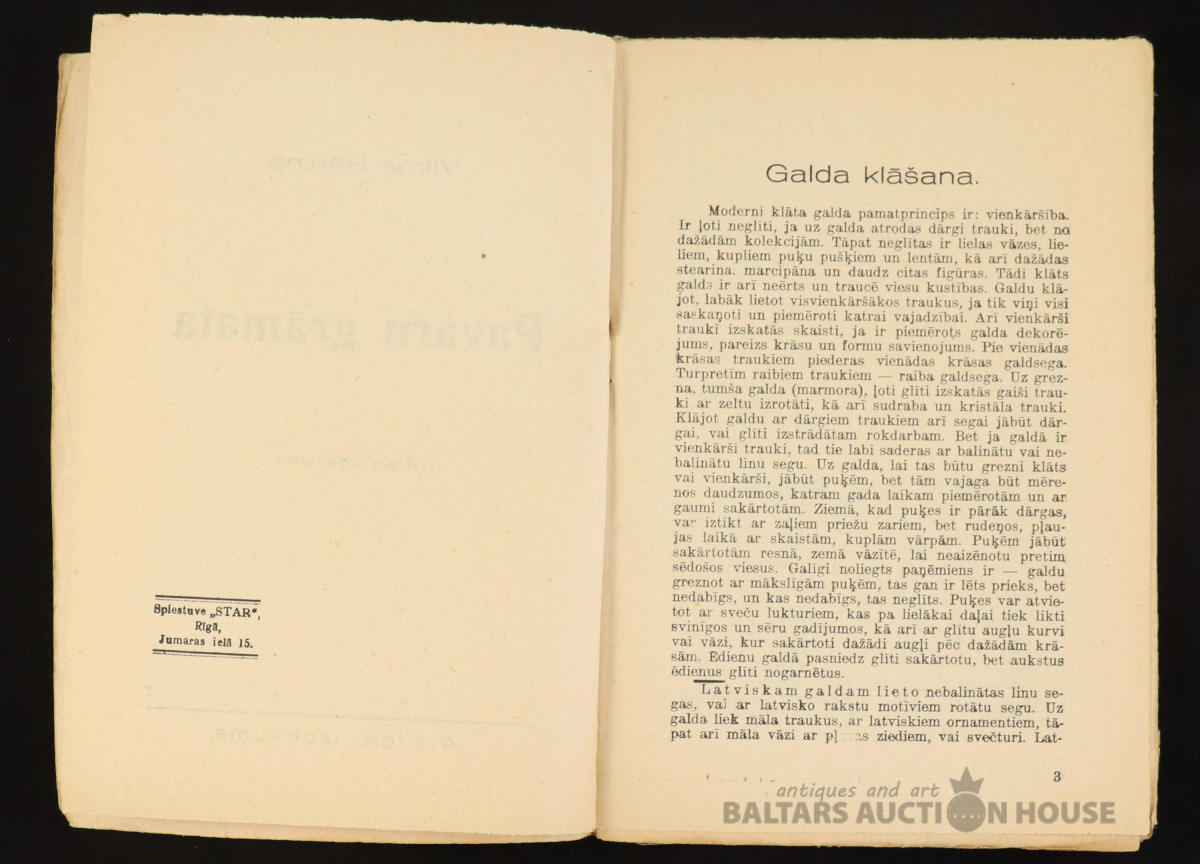 Spiestuve „STAR“,
Rīgā,
Jumaras ielā 15.
Galda klāšana.
Moderni klāta galda pamatprincips ir: vienkāršība.
Ir ļoti neglīti, ja uz galda atrodas dārgi trauki, bet no
dažādām kolekcijām. Tāpat neglītas ir lielas vāzes, lie-
liem, kupliem puķu pušķiem un lentām, kā arī dažādas
stearina. marcipāna un daudz citas figūras. Tādi klāts
galds ir arī neērts un traucē viesu kustības. Galdu klā-
jot, labāk lietot visvienkāršākos traukus, ja tik viņi visi
saskaņoti un piemēroti katrai vajadzībai. Arī vienkārši
trauki izskatās skaisti, ja ir piemērots galda dekorē-
jums, pareizs krāsu un formu savienojums. Pie vienādas
krāsas traukiem piederas vienādas krāsas galdsega.
Turpretīm raibiem traukiem — raiba galdsega. Uz grez-
na, tumša galda (marmora), ļoti glīti izskatās gaiši trau-
ki ar zeltu izrotāti, kā arī sudraba un kristāla trauki.
Klājot galdu ar dārgiem traukiem arī segai jābūt dār-
gai, vai glīti izstrādātam rokdarbam. Bet ja galdā ir
vienkārši trauki, tad tie labi saderas ar balinātu vai ne-
balinātu linu segu. Uz galda, lai tas būtu grezni klāts
vai vienkārši, jābūt puķēm, bet tām vajaga būt mēre-
nos daudzumos, katram gada laikam piemērotām un ar
gaumi sakārtotām. Ziemā, kad puķes ir pārāk dārgas,
var iztikt ar zaļiem priežu zariem, bet rudeņos, pļau-
jas laikā ar skaistām, kuplām vārpām. Puķēm jābūt
sakārtotām resnā, zemā vāzītē, lai neaizēnotu pretim
sēdošos viesus. Galīgi noliegts paņēmiens ir — galdu
greznot ar mākslīgām puķēm, tas gan ir lēts prieks, bet
nedabīgs, un kas nedabīgs, tas neglīts. Puķes var atvie-
tot ar sveču lukturiem, kas pa lielākai daļai tiek likti
svinīgos un sēru gadījumos, kā arī ar glītu augļu kurvi
vai vāzi, kur sakārtoti dažādi augļi pēc dažādām krā-
sām. Ēdienu galdā pasniedz glīti sakārtotu, bet aukstus
ēdienus glīti nogarnētus.
Latviskam galdam lieto nebalinātas linu se-
gas, vai ar latvisko rakstu motīviem rotātu segu. Uz
galda liek māla traukus, ar latviskiem ornamentiem, tā-
pat arī māla vāzi ar ziediem, vai svečturi. Lat-
3
antiques and art
BALTARS AUCTION HOUSE